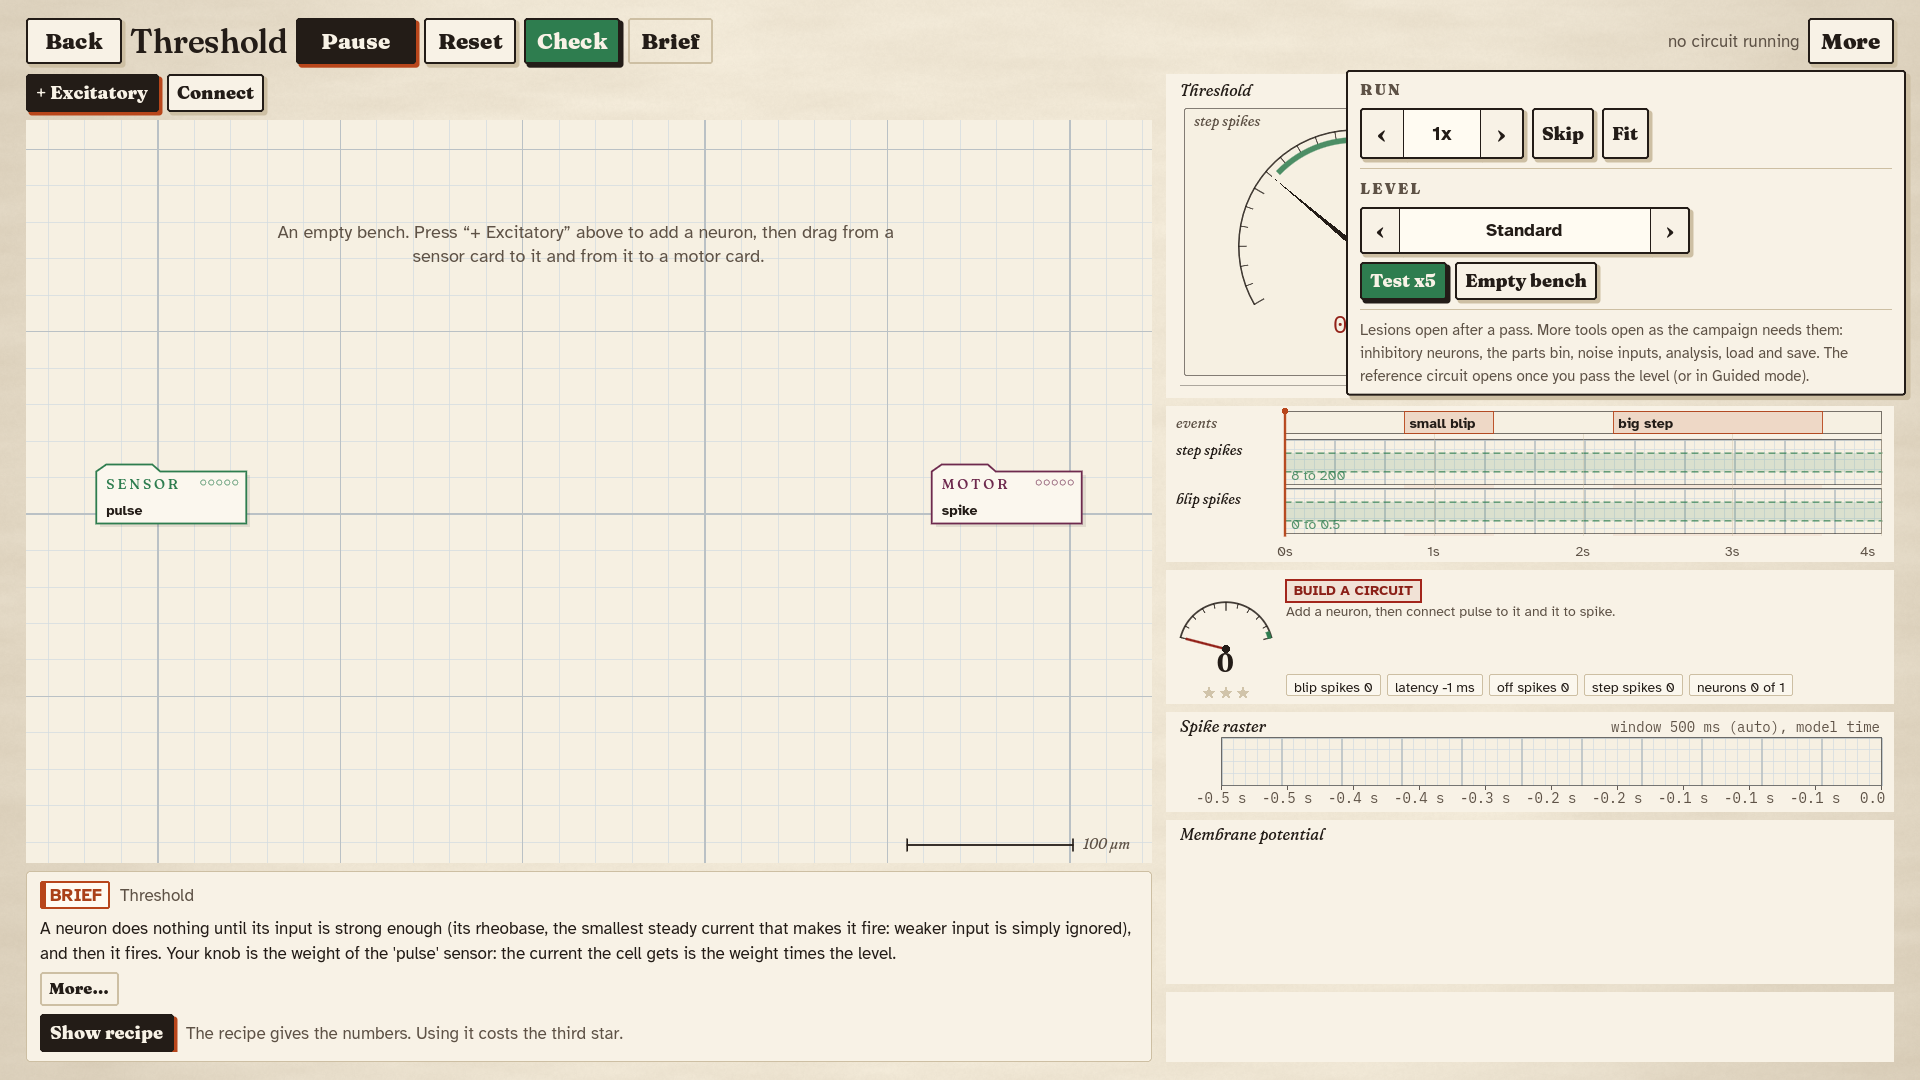 Back
Threshold
Pause
Reset
Check
Brief
no circuit running
More
+ Excitatory
Connect
An empty bench. Press “+ Excitatory” above to add a neuron, then drag from a
sensor card to it and from it to a motor card.
SENSOR
pulse
MOTOR
spike
100 µm
BRIEF
Threshold
A neuron does nothing until its input is strong enough (its rheobase, the smallest steady current that makes it fire: weaker input is simply ignored),
and then it fires. Your knob is the weight of the 'pulse' sensor: the current the cell gets is the weight times the level.
More...
Show recipe
The recipe gives the numbers. Using it costs the third star.
Threshold
step spikes
0
RUN
‹
1x
›
Skip
Fit
LEVEL
‹
Standard
›
Test x5
Empty bench
Lesions open after a pass. More tools open as the campaign needs them:
inhibitory neurons, the parts bin, noise inputs, analysis, load and save. The
reference circuit opens once you pass the level (or in Guided mode).
events
small blip
big step
step spikes
8 to 200
blip spikes
0 to 0.5
0s
1s
2s
3s
4s
BUILD A CIRCUIT
Add a neuron, then connect pulse to it and it to spike.
0
blip spikes 0
latency -1 ms
off spikes 0
step spikes 0
neurons 0 of 1
Spike raster
window 500 ms (auto), model time
-0.5 s
-0.5 s
-0.4 s
-0.4 s
-0.3 s
-0.2 s
-0.2 s
-0.1 s
-0.1 s
-0.1 s
0.0
Membrane potential